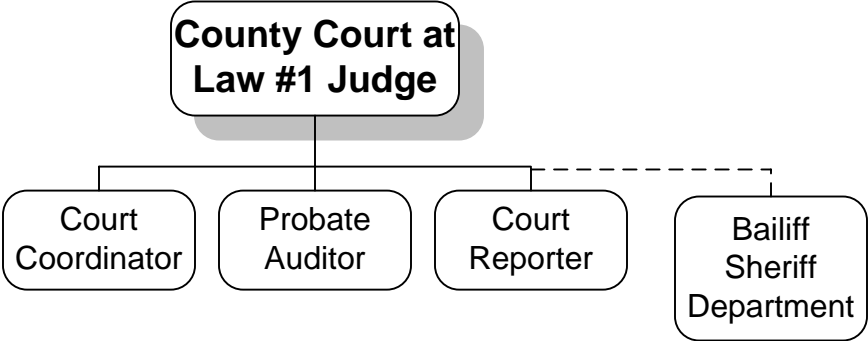 County Court at
Law #1 Judge
Court
Coordinator
Probate
Auditor
Court
Reporter
Bailiff
Sheriff
Department